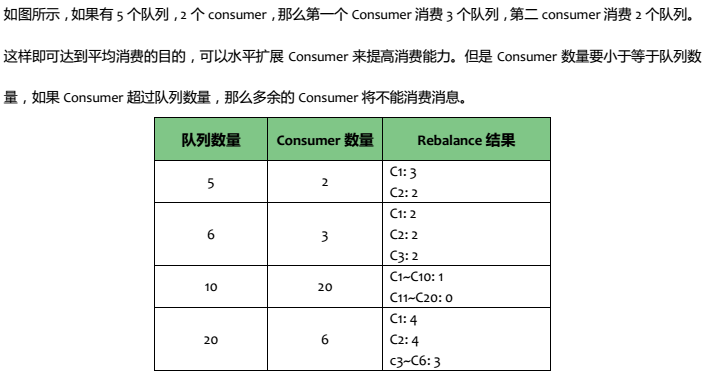 如图所示，如果有 5 个队列，2 个 consumer，那么第一个 Consumer 消费 3 个队列，第二 consumer 消费 2 个队列。
这样即可达到平均消费的目的，可以水平扩展 Consumer 来提高消费能力。但是 Consumer 数量要小于等于队列数
量，如果 Consumer 超过队列数量，那么多余的 Consumer 将不能消费消息。
队列数量 Consumer 数量 Rebalance 结果
5 2 C1: 3
C2: 2
6 3 C1: 2
C2: 2
C3: 2
10 20 C1~C10: 1
C11~C20: 0
20 6 C1: 4
C2: 4
c3~C6: 3